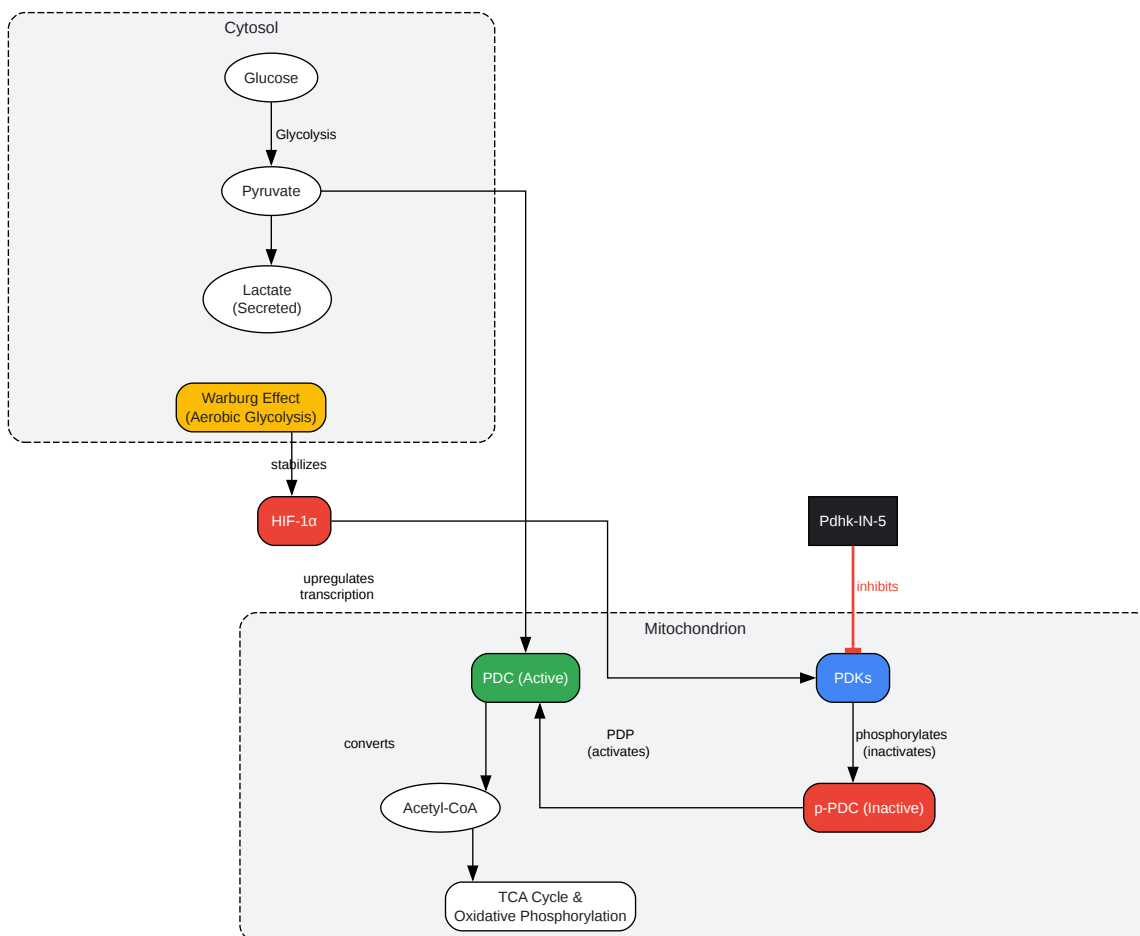 Cytosol
Glucose
Glycolysis
Pyruvate
Lactate
(Secreted)
Warburg Effect
(Aerobic Glycolysis)
stabilizes
HIF-1α
Pdhk-IN-5
upregulates
transcription
inhibits
Mitochondrion
PDC (Active)
PDKs
converts
PDP
(activates)
phosphorylates
(inactivates)
Acetyl-CoA
p-PDC (Inactive)
TCA Cycle &
Oxidative Phosphorylation